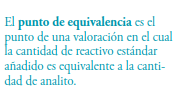 El punto de equivalencia es el
punto de una valoración en el cual
la cantidad de reactivo estándar
añadido es equivalente a la canti-
dad de analito.